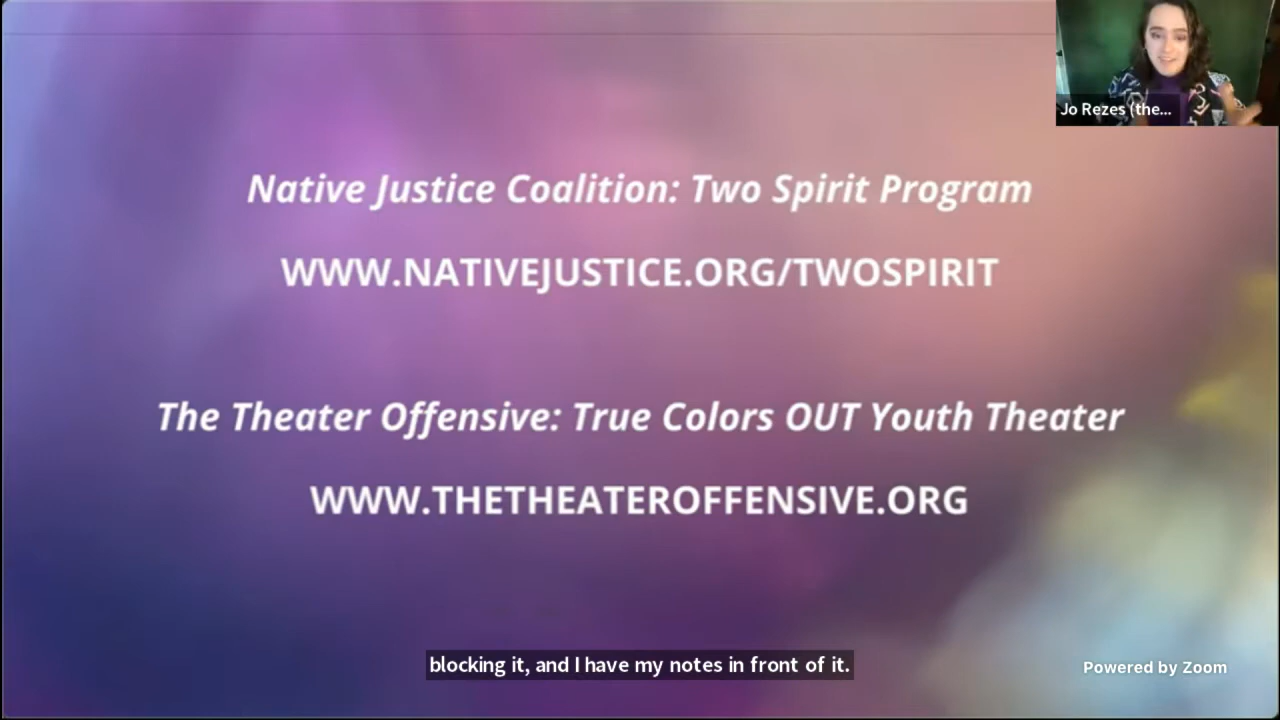 Jo Rezes (the...
Native Justice Coalition: Two Spirit Program
WWW.NATIVEJUSTICE.ORG/TWOSPIRIT
The Theater Offensive: True Colors OUT Youth Theater
WWW.THETHEATEROFFENSIVE.ORG
blocking it, and I have my notes in front of it.
Powered by Zoom